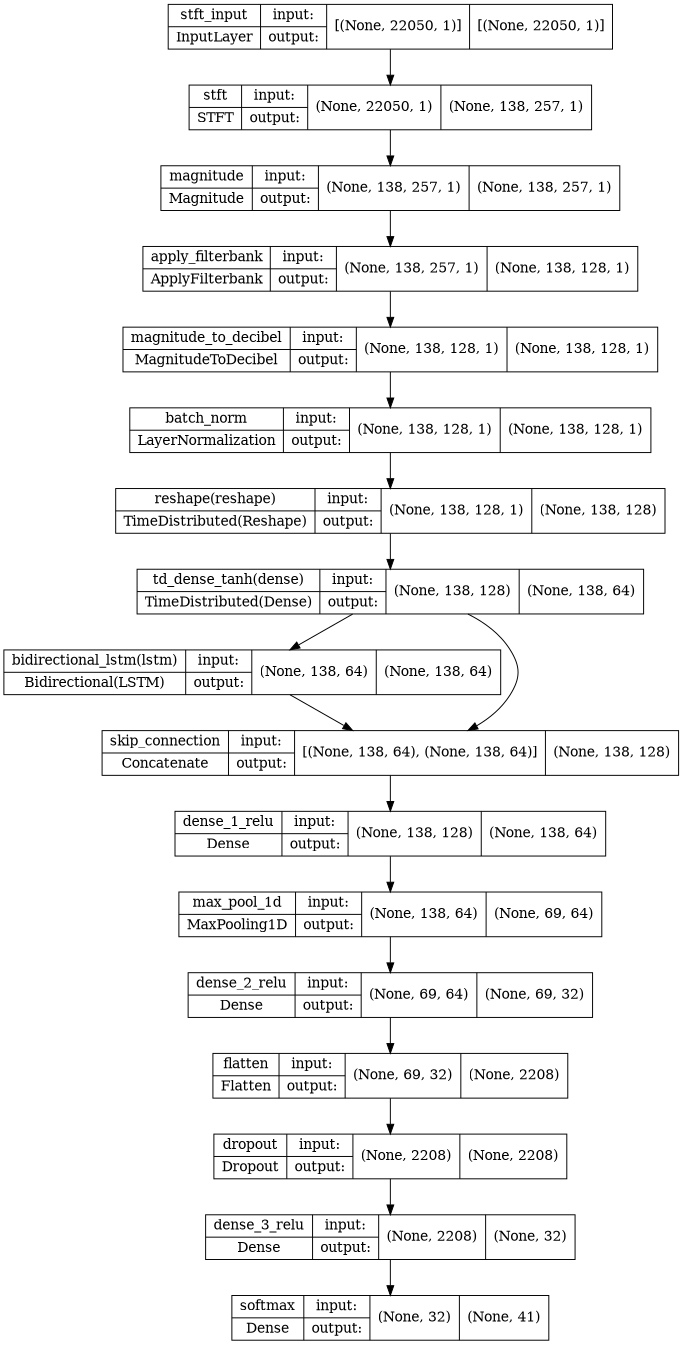 stft_input input: [(None, 22050, 1)] [(None, 22050, 1)]
InputLayer output:
stft input: (None, 22050, 1) (None, 138, 257, 1)
STFT output:
magnitude input: (None, 138, 257, 1) (None, 138, 257, 1)
Magnitude output:
apply_filterbank input: (None, 138, 257, 1) (None, 138, 128, 1)
ApplyFilterbank output:
magnitude_to_decibel input: (None, 138, 128, 1) (None, 138, 128, 1)
MagnitudeToDecibel output:
batch_norm input: (None, 138, 128, 1) (None, 138, 128, 1)
LayerNormalization output:
reshape(reshape) input: (None, 138, 128, 1) (None, 138, 128)
TimeDistributed(Reshape) output:
td_dense_tanh(dense) input: (None, 138, 128) (None, 138, 64)
TimeDistributed(Dense) output:
bidirectional_lstm(lstm) input: (None, 138, 64) (None, 138, 64)
Bidirectional(LSTM) output:
skip_connection input: [(None, 138, 64), (None, 138, 64)] (None, 138, 128)
Concatenate output:
dense_1_relu input: (None, 138, 128) (None, 138, 64)
Dense output:
max_pool_1d input: (None, 138, 64) (None, 69, 64)
MaxPooling1D output:
dense_2_relu input: (None, 69, 64) (None, 69, 32)
Dense output:
flatten input: (None, 69, 32) (None, 2208)
Flatten output:
dropout input: (None, 2208) (None, 2208)
Dropout output:
dense_3_relu input: (None, 2208) (None, 32)
Dense output:
softmax input: (None, 32) (None, 41)
Dense output: